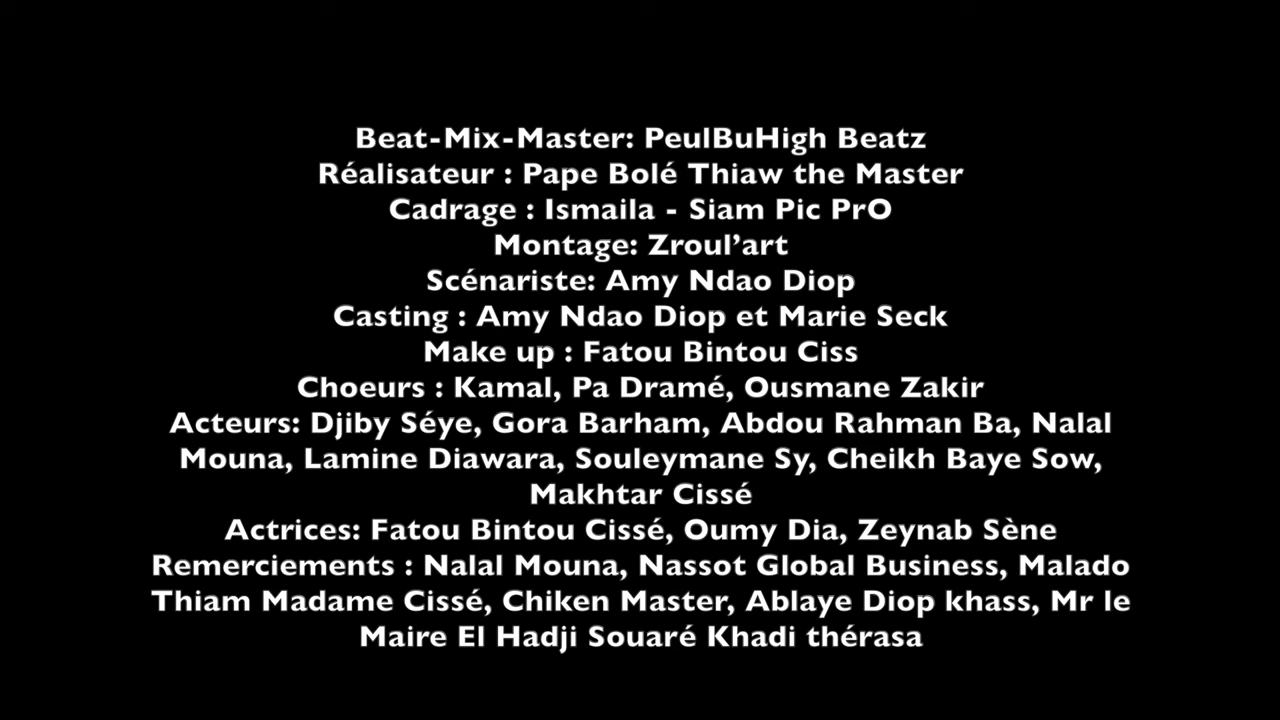 Beat-Mix-Master: PeulBuHigh Beatz
Réalisateur : Pape Bolé Thiaw the Master
Cadrage : Ismaila - Siam Pic PrO
Montage: Zroul’art
Scénariste: Amy Ndao Diop
Casting : Amy Ndao Diop et Marie Seck
Make up : Fatou Bintou Ciss
Choeurs : Kamal, Pa Dramé, Ousmane Zakir
Acteurs: Djiby Séye, Gora Barham, Abdou Rahman Ba, Nalal
Mouna, Lamine Diawara, Souleymane Sy, Cheikh Baye Sow,
Makhtar Cissé
Actrices: Fatou Bintou Cissé, Oumy Dia, Zeynab Sène
Remerciements : Nalal Mouna, Nassot Global Business, Malado
Thiam Madame Cissé, Chiken Master, Ablaye Diop khass, Mr le
Maire El Hadji Souaré Khadi thérasa